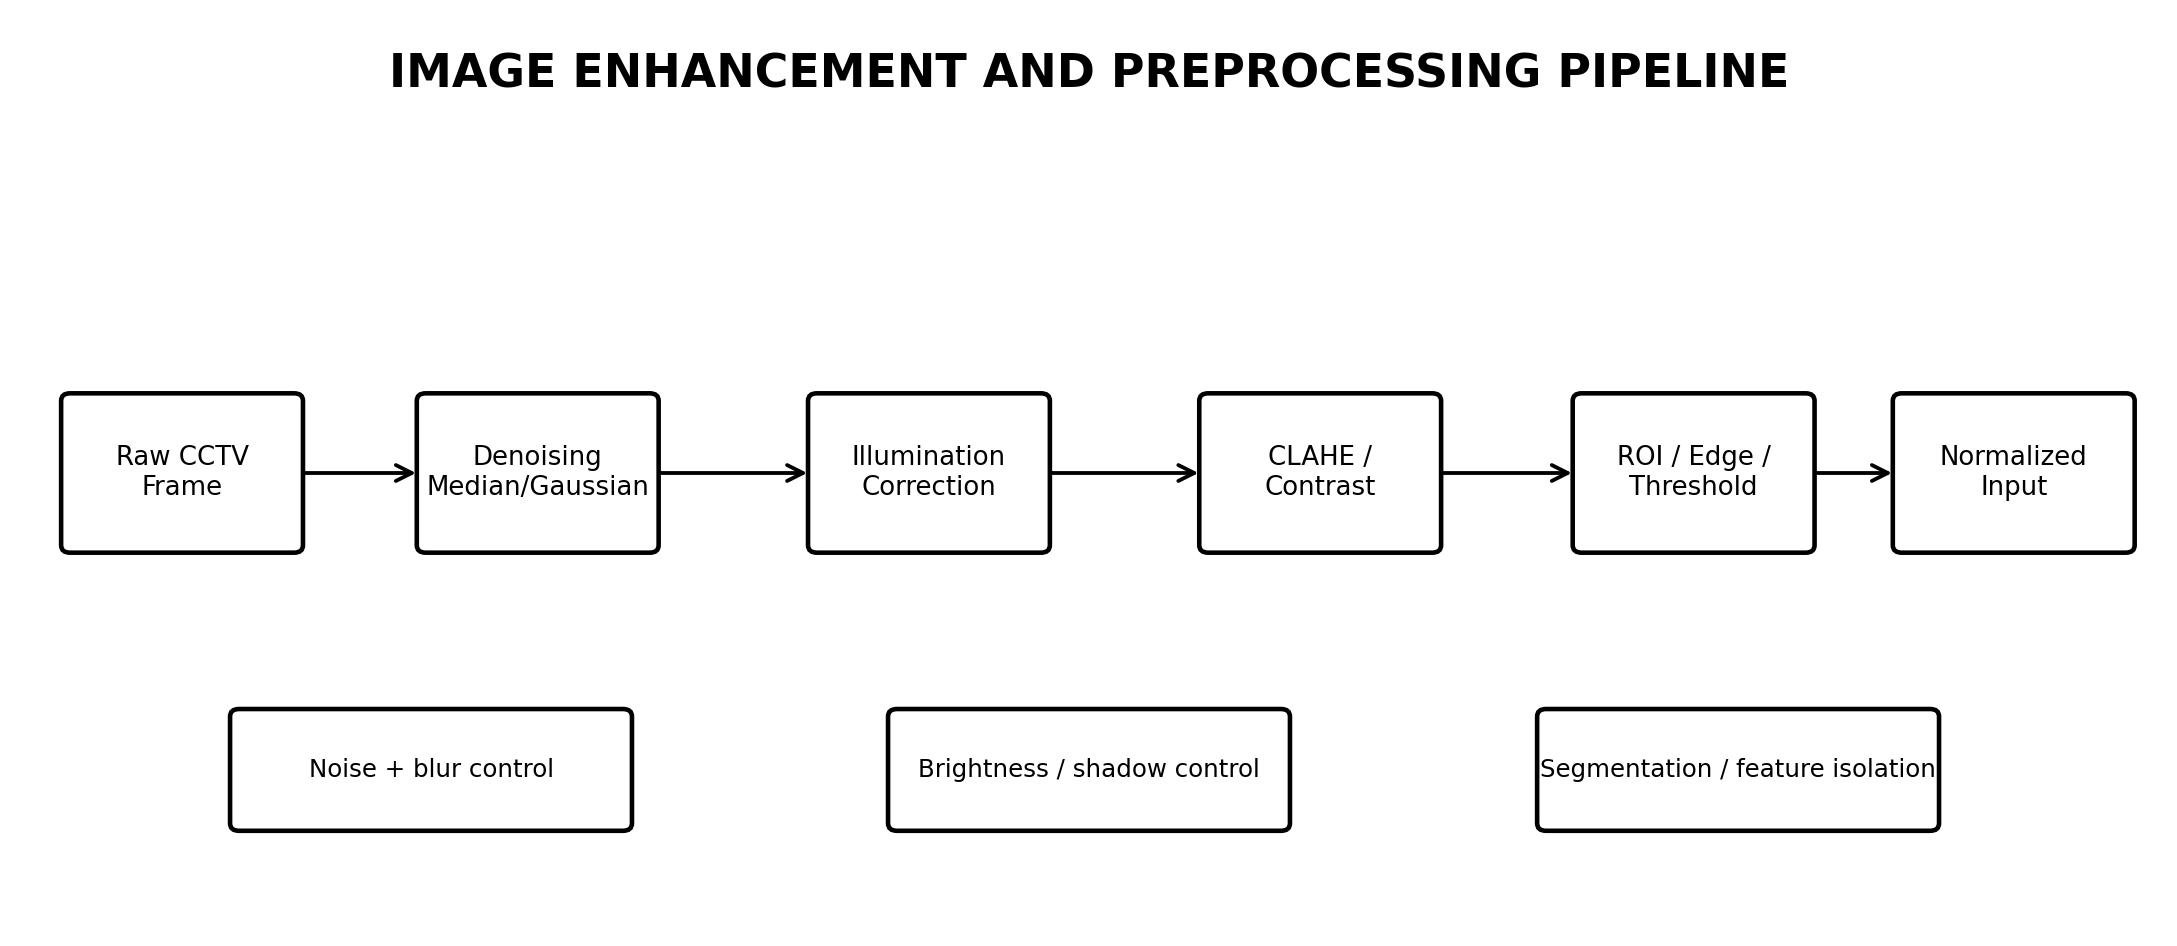 IMAGE ENHANCEMENT AND PREPROCESSING PIPELINE
Raw CCTV
Frame
Denoising
Median/Gaussian
Illumination
Correction
CLAHE /
Contrast
ROI / Edge /
Threshold
Normalized
Input
Noise + blur control
Brightness / shadow control
Segmentation / feature isolation